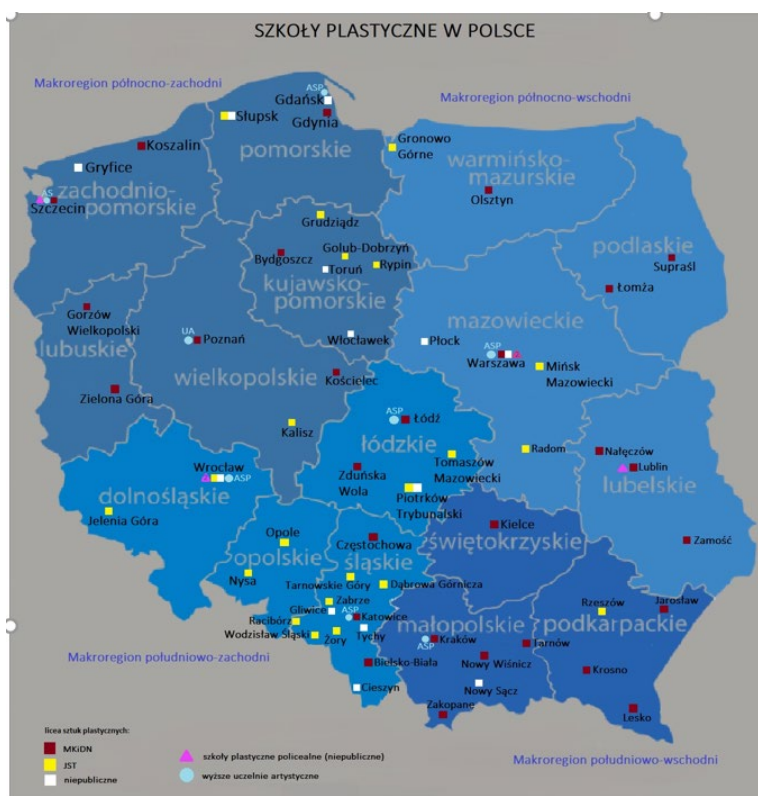 SZKOŁY PLASTYCZNE W POLSCE
Makroregion północno-zachodni
ASP
Gdańsk
Makroregion północno-wschodni
Słupsk
Gdynia
Koszalin
pomorskie
Gronowo
Górne
warmińsko-
mazurskie
Gryfice
zachodnio-
pomorskie
AS
Szczecin
Olsztyn
Grudziądz
podlaskie
Bydgoszcz
Golub-Dobrzyń
Rypin
Toruń
Supraśl
kujawsko-
pomorskie
Łomża
Gorzów
Wielkopolski
mazowieckie
UA
Poznań
Włocławek
Płock
ASP
Warszawa
lubuskie
Mińsk
Mazowiecki
wielkopolskie
Kościelec
Zielona Góra
ASP
Łódź
Kalisz
łódzkie
Radom
Nałęczów
Tomaszów
Mazowiecki
Wrocław
ASP
Zduńska
Wola
Lublin
lubelskie
dolnośląskie
Piotrków
Trybunalski
Jelenia Góra
Kielce
Opole
Częstochowa
świętokrzyskie
Zamość
opolskie
śląskie
Nysa
Tarnowskie Góry
Dąbrowa Górnicza
Zabrze
Rzeszów
Jarosław
Gliwice
ASP
Katowice
Racibórz
małopolskie
podkarpackie
Wodzisław Śląski
Żory
Tychy
Kraków
ASP
Tarnów
Makroregion południowo-zachodni
Bielsko-Biała
Nowy Wiśnicz
Krosno
Cieszyn
Nowy Sącz
Zakopane
Lesko
licea sztuk plastycznych:
MKiDN
JST
niepubliczne
szkoły plastyczne policealne (niepubliczne)
wyższe uczelnie artystyczne
Makroregion południowo-wschodni